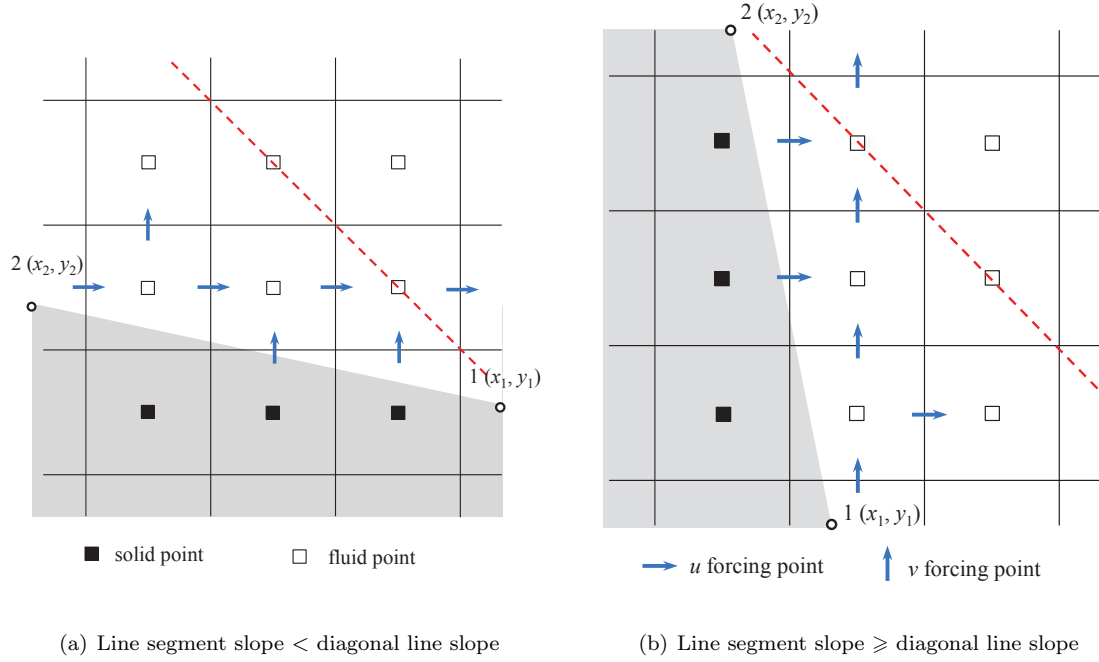 2 (x₂, y₂)
1 (x₁, y₁)
solid point
fluid point
(a) Line segment slope < diagonal line slope
2 (x₂, y₂)
1 (x₁, y₁)
u forcing point
v forcing point
(b) Line segment slope ⩾ diagonal line slope